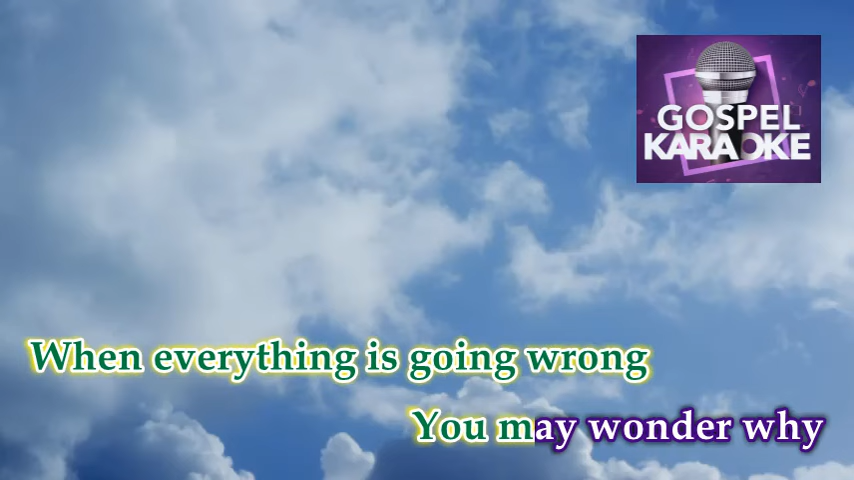 GOSPEL
KARAOKE
When everything is going wrong
You may wonder why